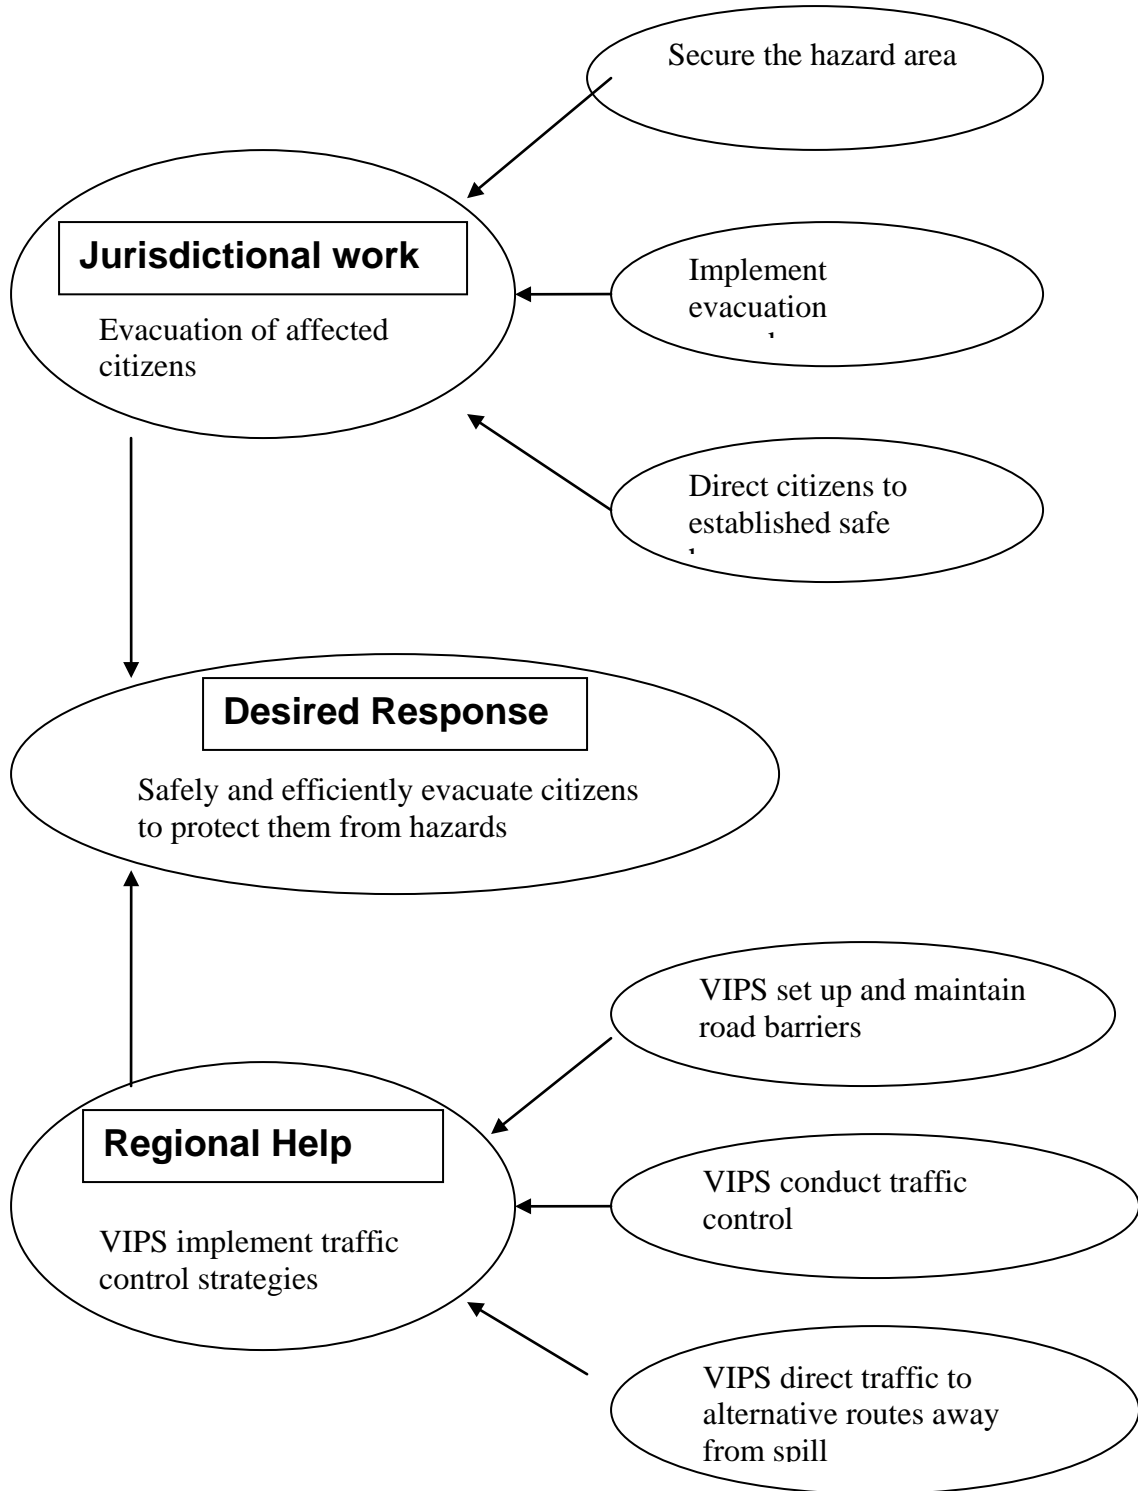 Secure the hazard area
Jurisdictional work
Evacuation of affected
citizens
Implement
evacuation
Direct citizens to
established safe
Desired Response
Safely and efficiently evacuate citizens
to protect them from hazards
VIPS set up and maintain
road barriers
Regional Help
VIPS implement traffic
control strategies
VIPS conduct traffic
control
VIPS direct traffic to
alternative routes away
from spill